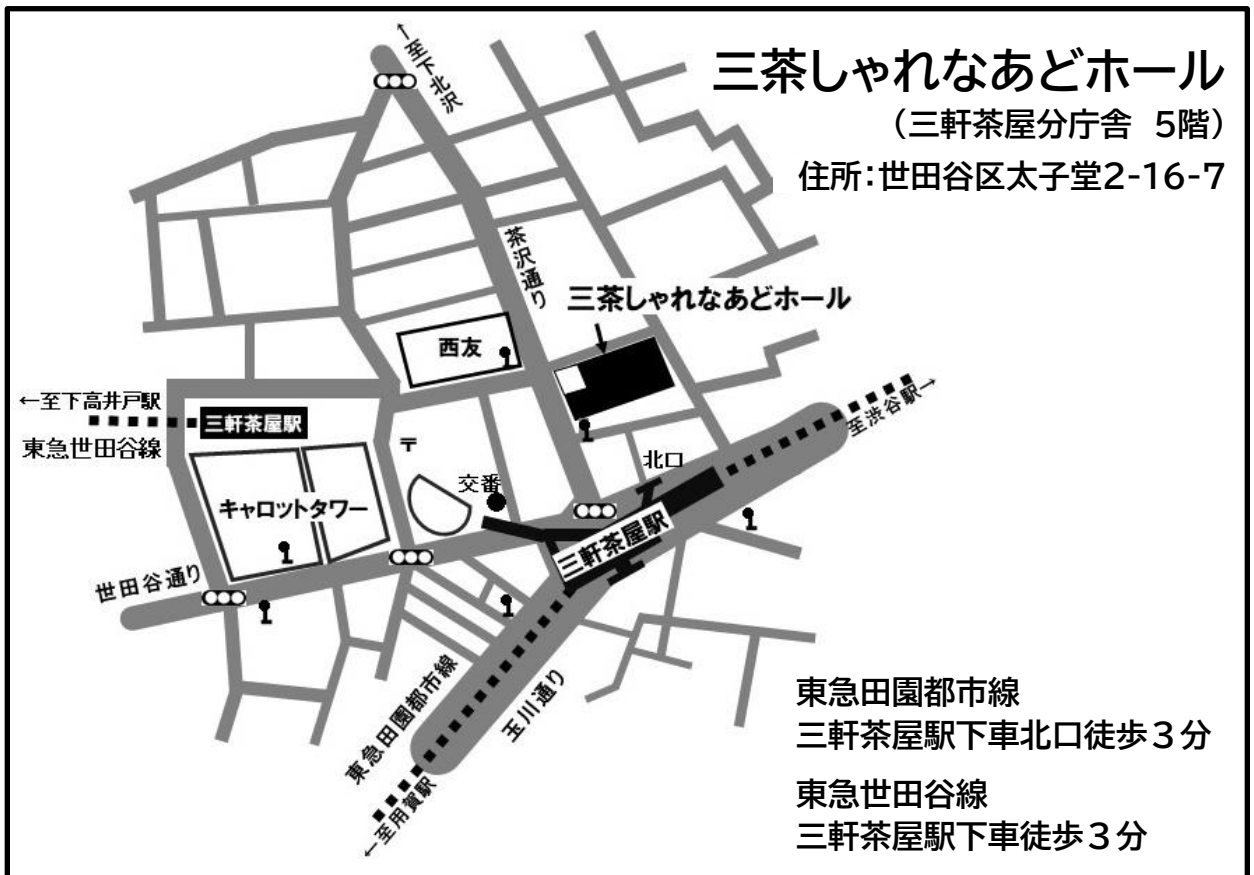 三茶しゃれなあどホール
（三軒茶屋分庁舎 5階）
住所：世田谷区太子堂2-16-7
←至下北沢
茶沢通り
三茶しゃれなあどホール
西友
←至下高井戸駅
三軒茶屋駅
東急世田谷線
至渋谷駅→
〒
北口
交番
キャロットタワー
三軒茶屋駅
世田谷通り
東急田園都市線
玉川通り
←至用賀駅
東急田園都市線
三軒茶屋駅下車北口徒歩３分
東急世田谷線
三軒茶屋駅下車徒歩３分